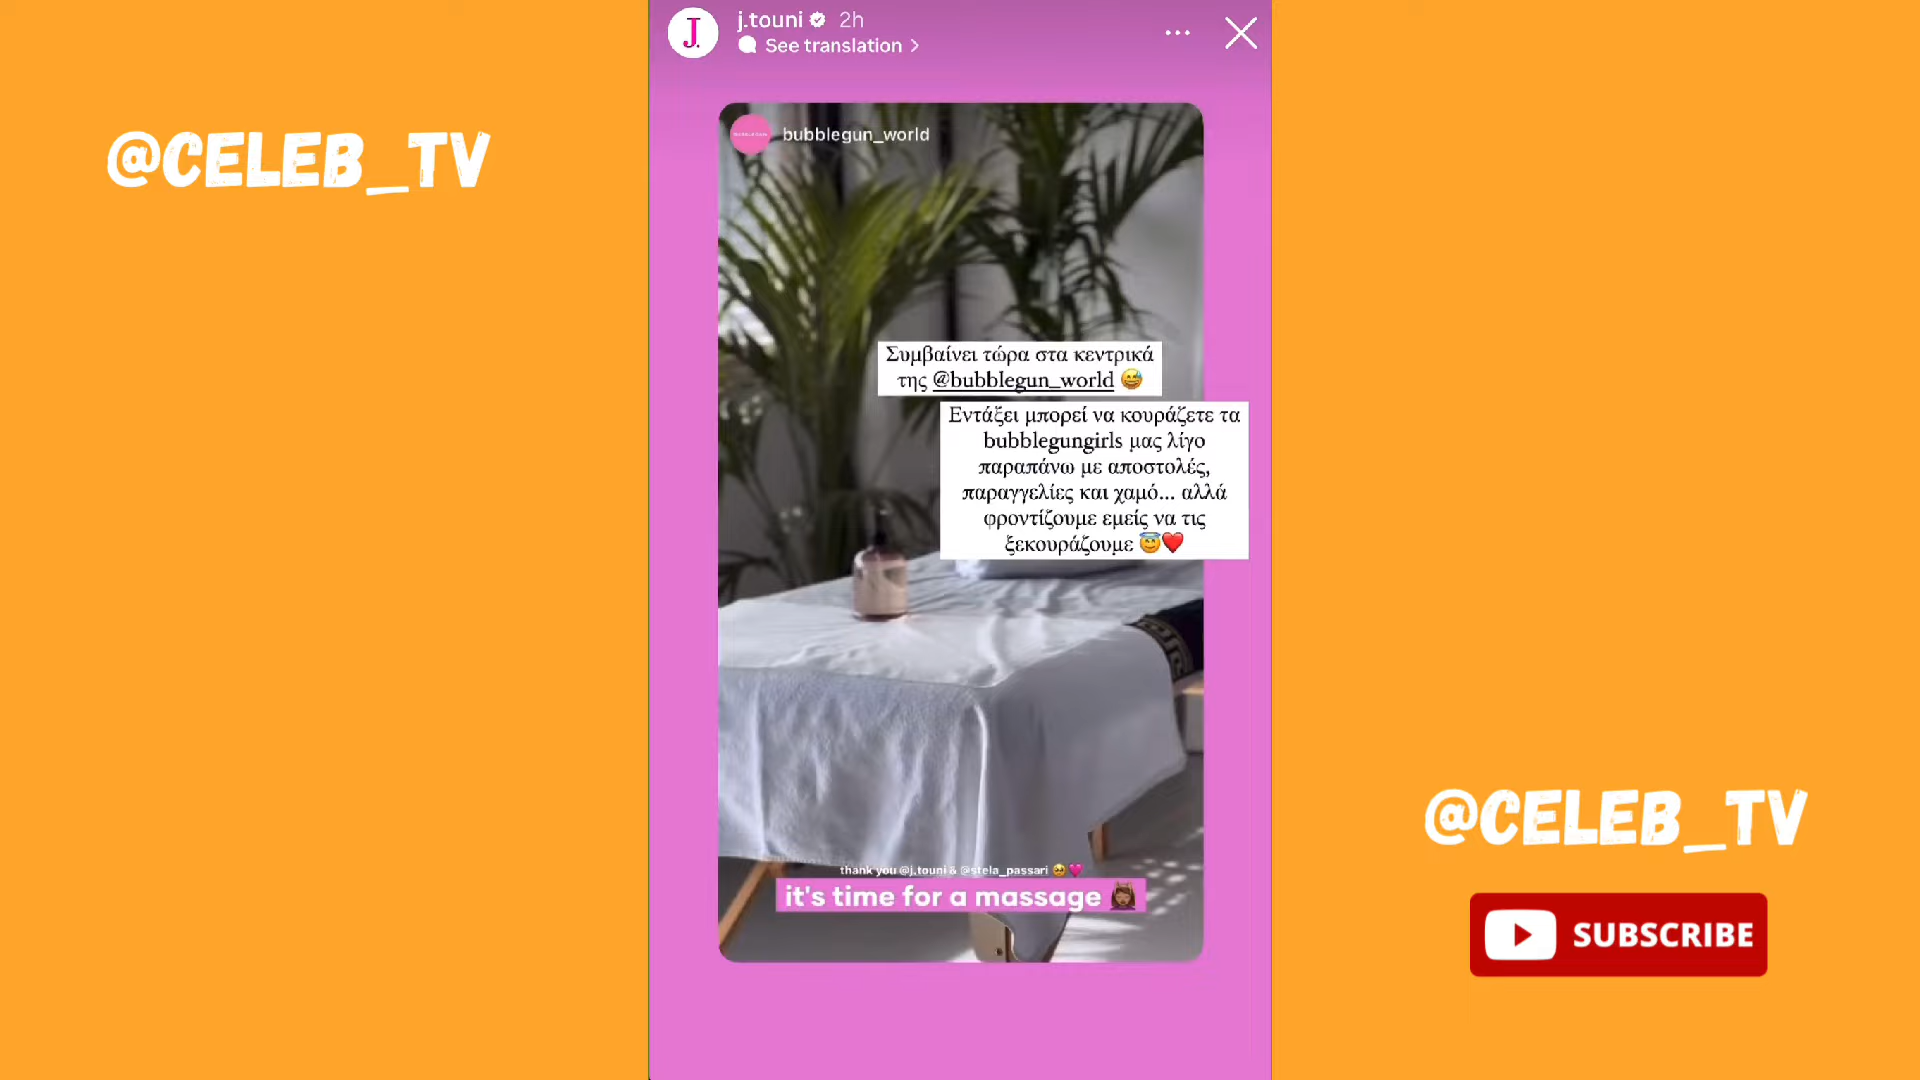 J.
j.touni 2h
See translation >
@CELEB_TV
bubblegun_world
Συμβαίνει τώρα στα κεντρικά
της @bubblegun_world 😅
Εντάξει μπορεί να κουράζετε τα
bubblegungirls μας λίγο
παραπάνω με αποστολές,
παραγγελίες και χαμό... αλλά
φροντίζουμε εμείς να τις
ξεκουράζουμε 😇❤️
thank you @j.touni & @stela_passari 🥹💓
it's time for a massage 💆🏾‍♀️
@CELEB_TV
SUBSCRIBE